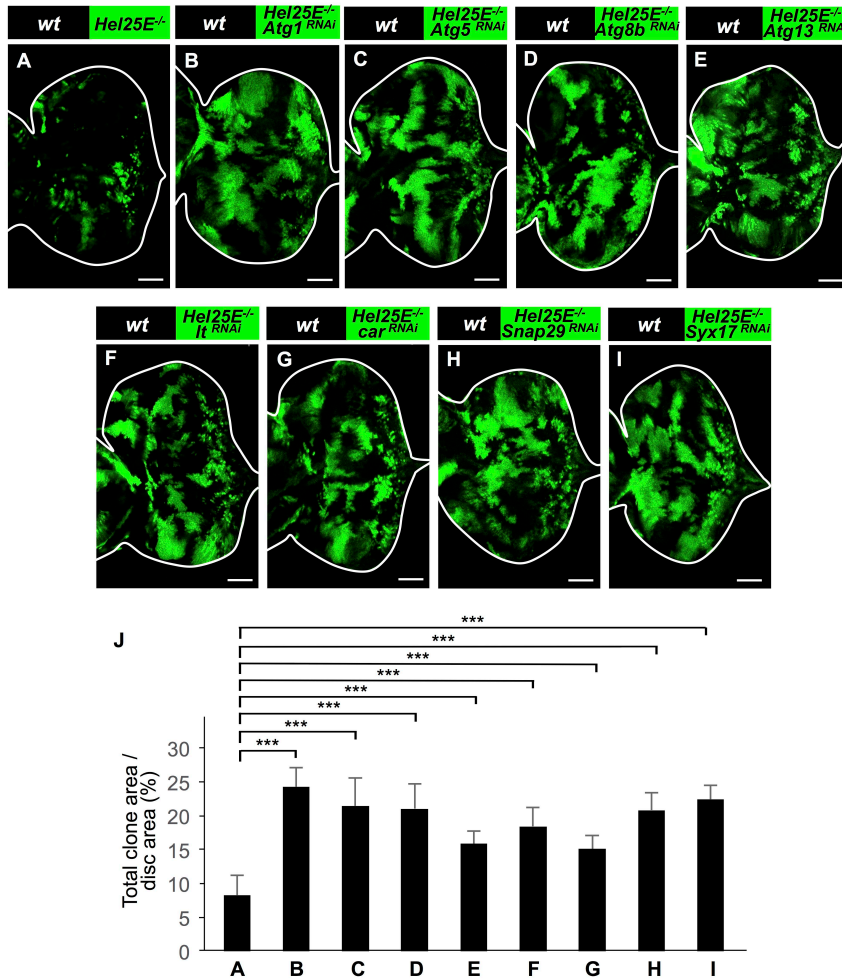 wt Hel25E-/-
wt Hel25E-/- Atg1 RNAi
wt Hel25E-/- Atg5 RNAi
wt Hel25E-/- Atg8b RNAi
wt Hel25E-/- Atg13 RNAi
A
B
C
D
E
wt Hel25E-/- lt RNAi
wt Hel25E-/- car RNAi
wt Hel25E-/- Snap29 RNAi
wt Hel25E-/- Syx17 RNAi
F
G
H
I
J
***
***
***
***
***
***
***
***
Total clone area /
disc area (%)
30
25
20
15
10
5
0
A B C D E F G H I